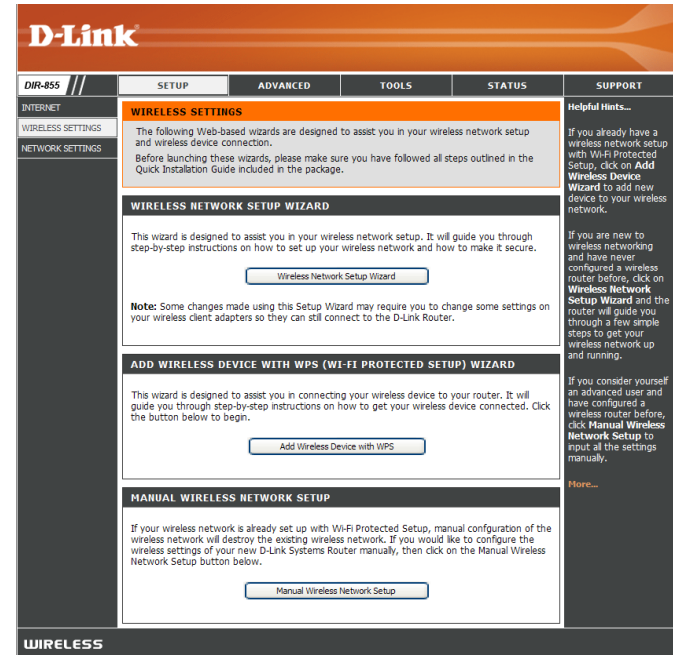 D-Link
DIR-855 //
SETUP
ADVANCED
TOOLS
STATUS
SUPPORT
INTERNET
WIRELESS SETTINGS
NETWORK SETTINGS
WIRELESS SETTINGS
The following Web-based wizards are designed to assist you in your wireless network setup
and wireless device connection.
Before launching these wizards, please make sure you have followed all steps outlined in the
Quick Installation Guide included in the package.
WIRELESS NETWORK SETUP WIZARD
This wizard is designed to assist you in your wireless network setup. It will guide you through
step-by-step instructions on how to set up your wireless network and how to make it secure.
Wireless Network Setup Wizard
Note: Some changes made using this Setup Wizard may require you to change some settings on
your wireless client adapters so they can still connect to the D-Link Router.
ADD WIRELESS DEVICE WITH WPS (WI-FI PROTECTED SETUP) WIZARD
This wizard is designed to assist you in connecting your wireless device to your router. It will
guide you through step-by-step instructions on how to get your wireless device connected. Click
the button below to begin.
Add Wireless Device with WPS
MANUAL WIRELESS NETWORK SETUP
If your wireless network is already set up with Wi-Fi Protected Setup, manual confguration of the
wireless network will destroy the existing wireless network. If you would like to configure the
wireless settings of your new D-Link Systems Router manually, then click on the Manual Wireless
Network Setup button below.
Manual Wireless Network Setup
Helpful Hints...
If you already have a
wireless network setup
with Wi-Fi Protected
Setup, click on Add
Wireless Device
Wizard to add new
device to your wireless
network.
If you are new to
wireless networking
and have never
configured a wireless
router before, click on
Wireless Network
Setup Wizard and the
router will guide you
through a few simple
steps to get your
wireless network up
and running.
If you consider yourself
an advanced user and
have configured a
wireless router before,
click Manual Wireless
Network Setup to
input all the settings
manually.
More...
WIRELESS